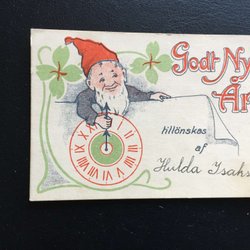 Godt Ny
År
tillönskas
af
Hulda Isaks